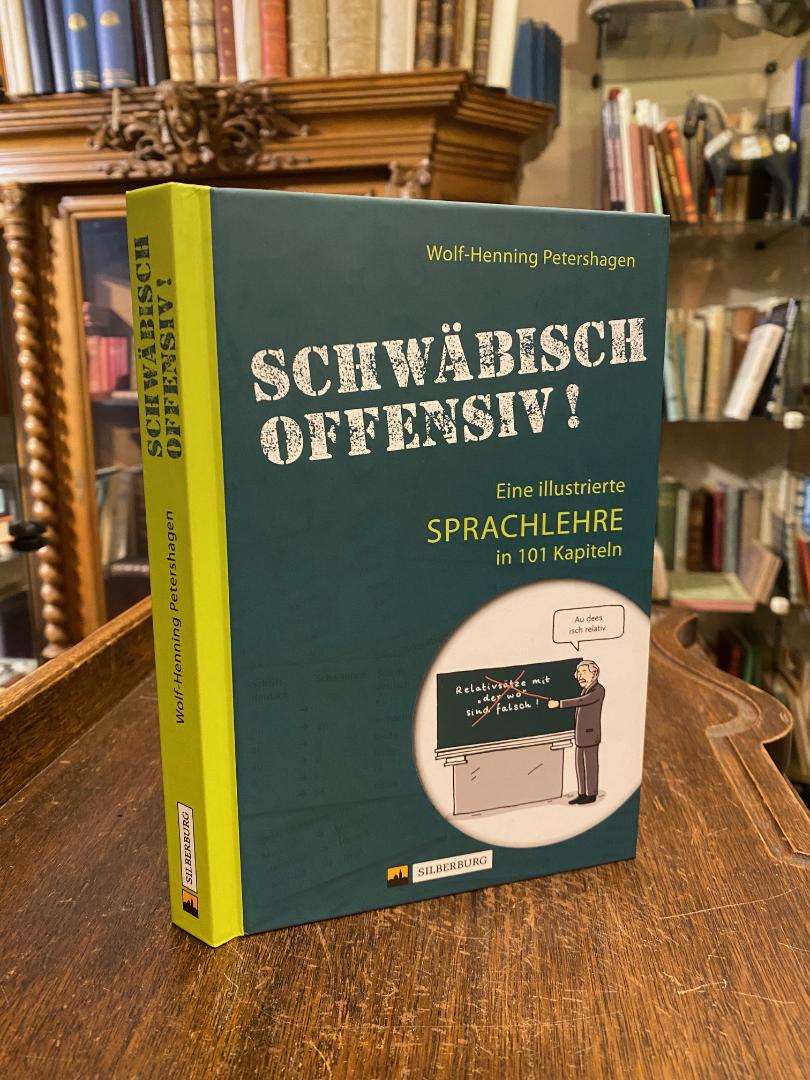 Wolf-Henning Petershagen
SCHWÄBISCH
OFFENSIV!
Eine illustrierte
SPRACHLEHRE
in 101 Kapiteln
Au dees
isch relativ.
Relativsätze mit
„der wo“
sind falsch!
SILBERBURG
SCHWÄBISCH
OFFENSIV!
Wolf-Henning Petershagen
SILBERBURG